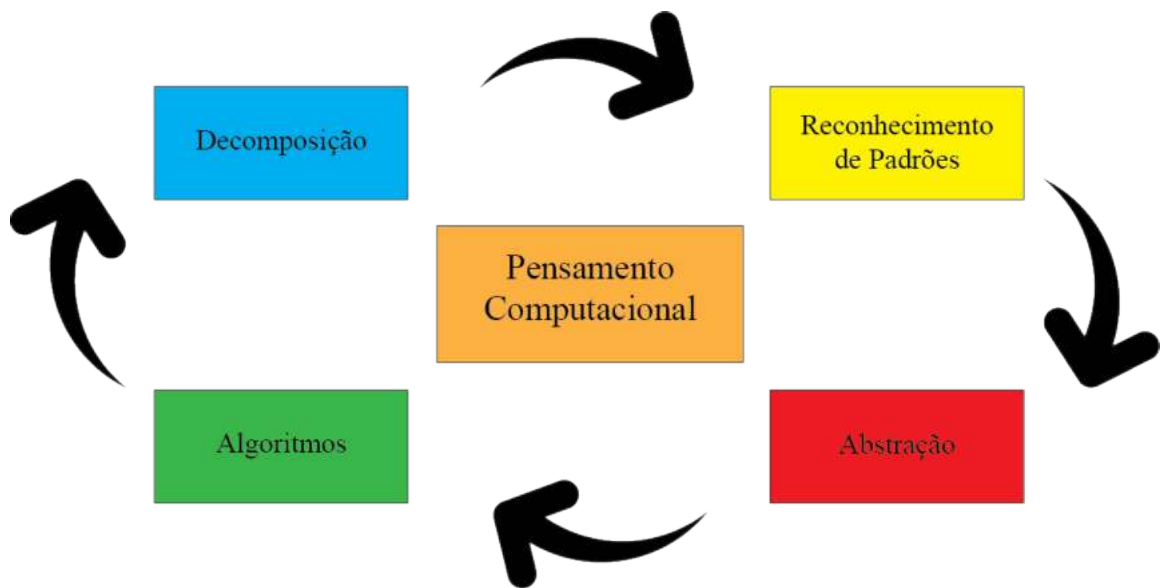 Decomposição
Reconhecimento
de Padrões
Pensamento
Computacional
Algoritmos
Abstração